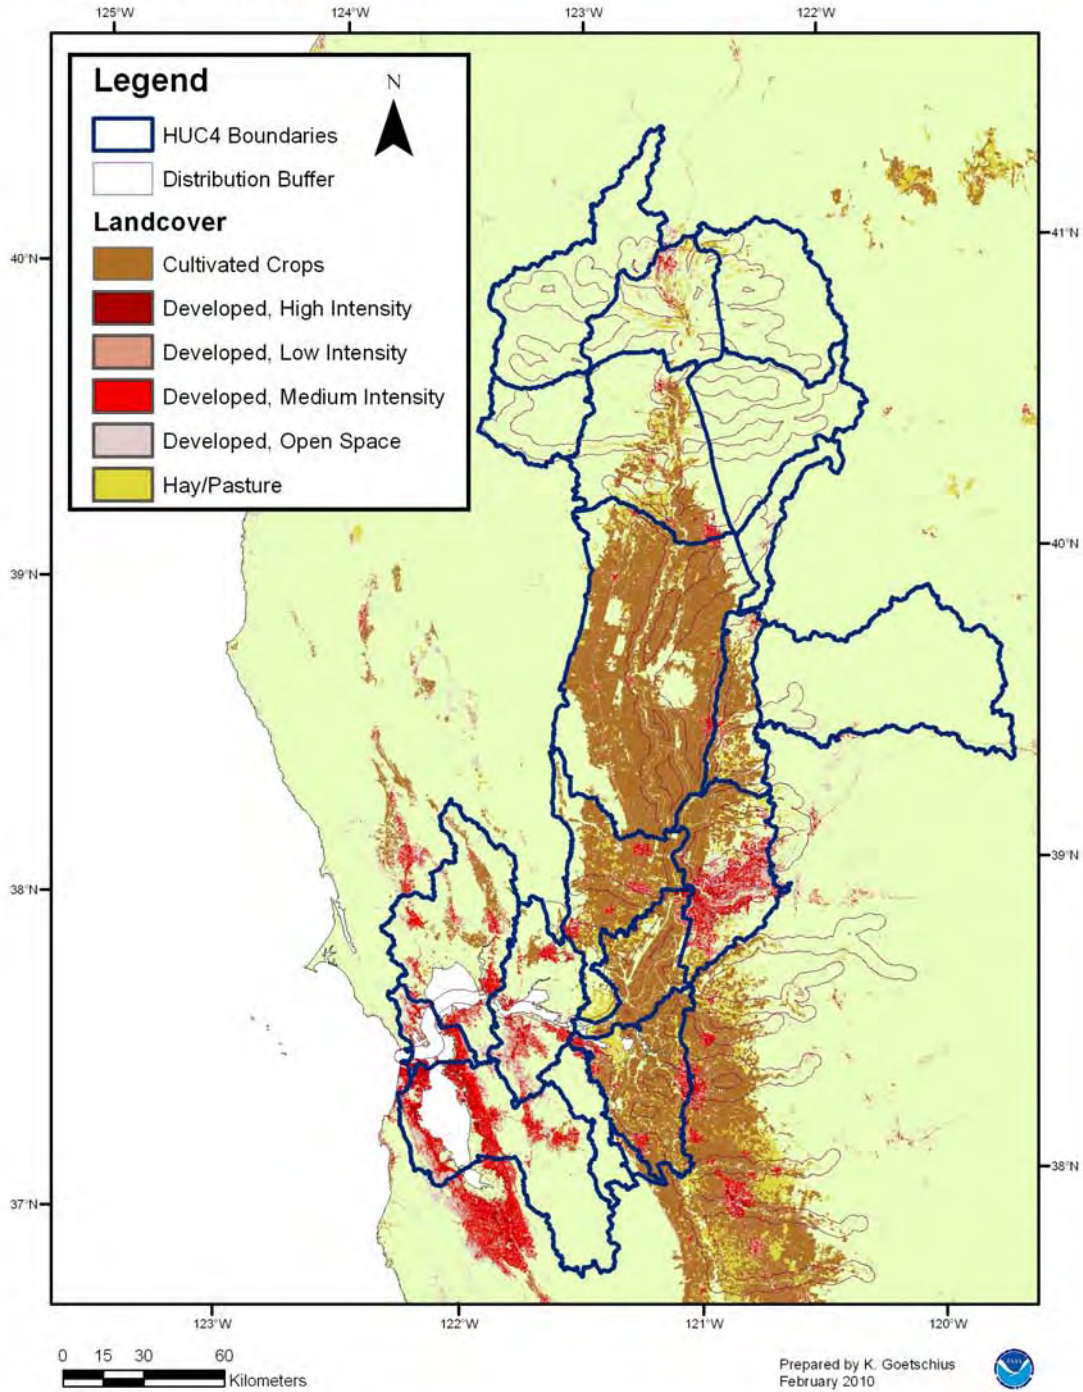 125°W 124°W 123°W 122°W
Legend
N
HUC4 Boundaries
Distribution Buffer
Landcover
Cultivated Crops
Developed, High Intensity
Developed, Low Intensity
Developed, Medium Intensity
Developed, Open Space
Hay/Pasture
41°N
40°N
40°N
39°N
39°N
38°N
38°N
37°N
123°W 122°W 121°W 120°W
0 15 30 60
Kilometers
Prepared by K. Goetschius
February 2010